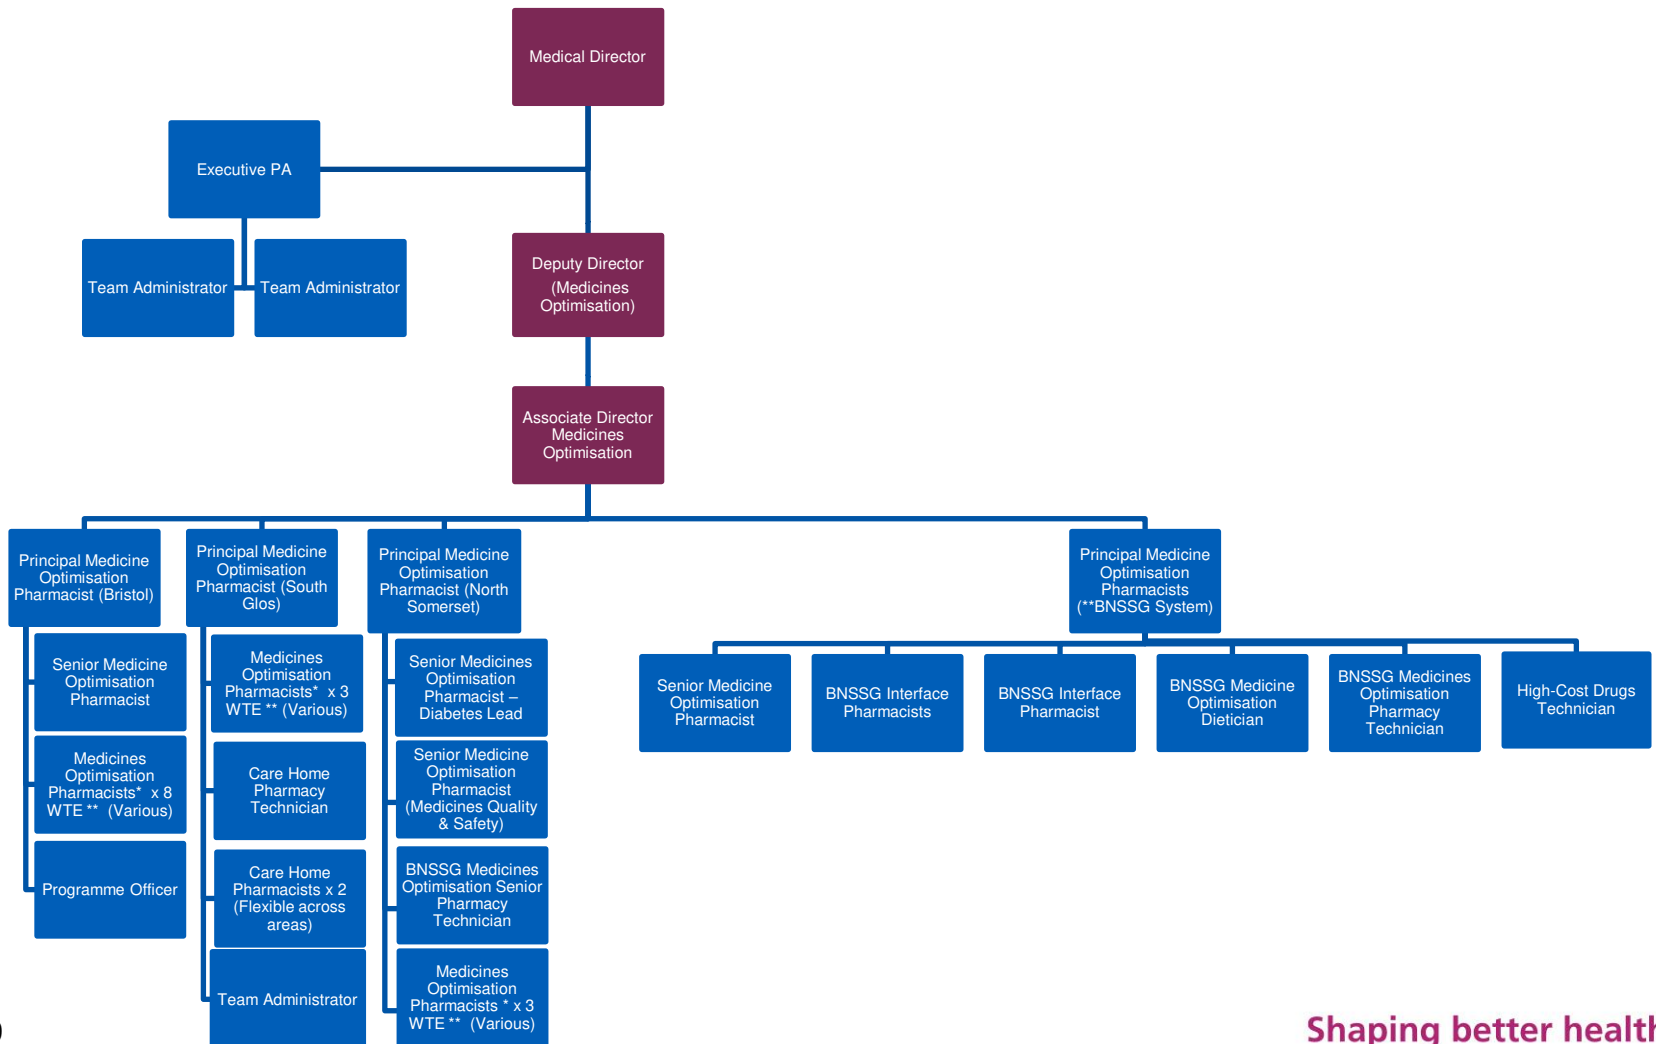 Medical Director
Executive PA
Team Administrator
Team Administrator
Deputy Director
(Medicines
Optimisation)
Associate Director
Medicines
Optimisation
Principal Medicine
Optimisation
Pharmacist (Bristol)
Senior Medicine
Optimisation
Pharmacist
Medicines
Optimisation
Pharmacists* x 8
WTE ** (Various)
Programme Officer
Principal Medicine
Optimisation
Pharmacist (South
Glos)
Medicines
Optimisation
Pharmacists* x 3
WTE ** (Various)
Care Home
Pharmacy
Technician
Care Home
Pharmacists x 2
(Flexible across
areas)
Team Administrator
Principal Medicine
Optimisation
Pharmacist (North
Somerset)
Senior Medicines
Optimisation
Pharmacist –
Diabetes Lead
Senior Medicine
Optimisation
Pharmacist
(Medicines Quality
& Safety)
BNSSG Medicines
Optimisation Senior
Pharmacy
Technician
Medicines
Optimisation
Pharmacists * x 3
WTE ** (Various)
Principal Medicine
Optimisation
Pharmacists
(**BNSSG System)
Senior Medicine
Optimisation
Pharmacist
BNSSG Interface
Pharmacists
BNSSG Interface
Pharmacist
BNSSG Medicine
Optimisation
Dietician
BNSSG Medicines
Optimisation
Pharmacy
Technician
High-Cost Drugs
Technician
Shaping better health